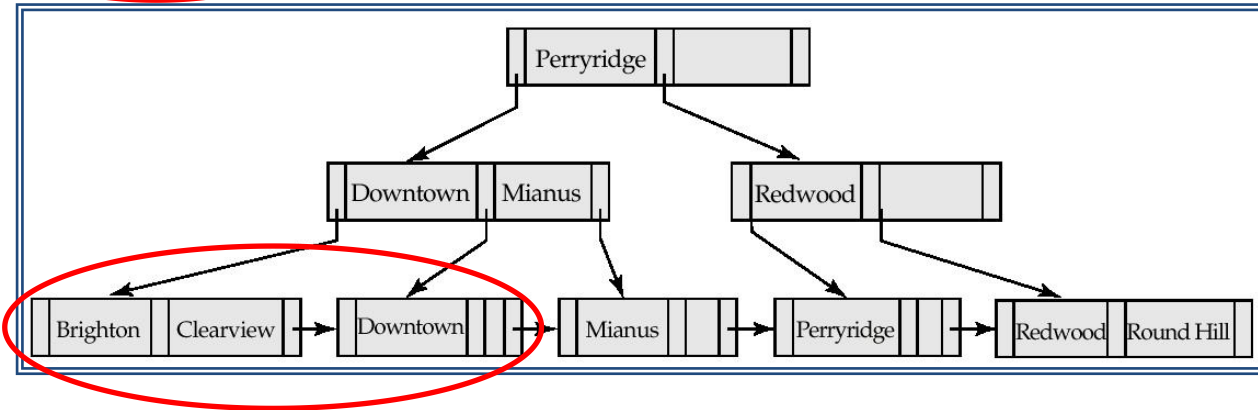 Perryridge
Downtown Mianus Redwood
Brighton Clearview Downtown Mianus Perryridge Redwood Round Hill